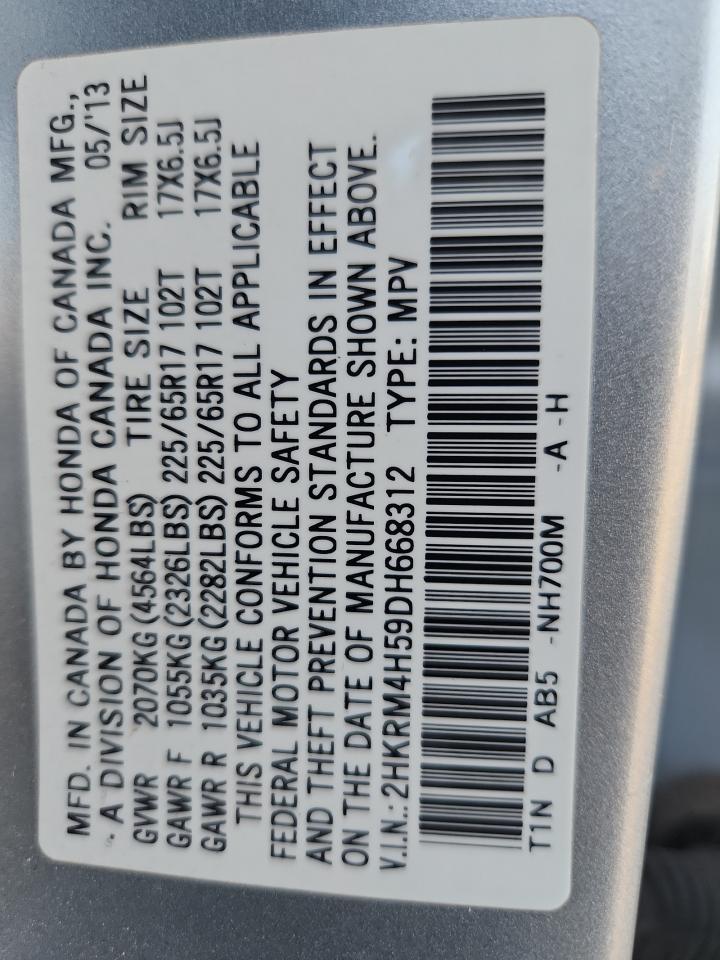 MFD. IN CANADA BY HONDA OF CANADA MFG.,
A DIVISION OF HONDA CANADA INC. 05/'13
GVWR 2070KG(4564LBS) TIRE SIZE RIM SIZE
GAWR F 1055KG(2326LBS) 225/65R17 102T 17X6.5J
GAWR R 1035KG(2282LBS) 225/65R17 102T 17X6.5J
THIS VEHICLE CONFORMS TO ALL APPLICABLE
FEDERAL MOTOR VEHICLE SAFETY
AND THEFT PREVENTION STANDARDS IN EFFECT
ON THE DATE OF MANUFACTURE SHOWN ABOVE.
V.I.N.:2HKRM4H59DH668312 TYPE: MPV
T1N D AB5 -NH700M -A -H